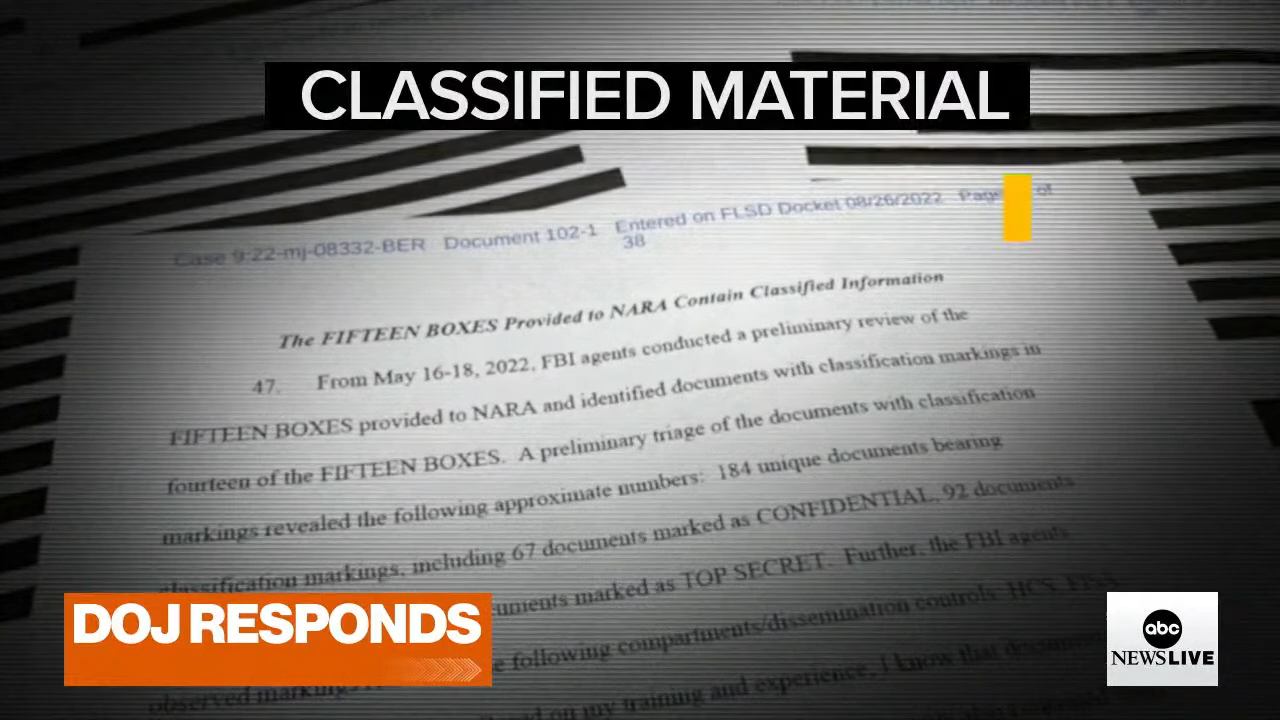 CLASSIFIED MATERIAL
Case 9:22-mj-08332-BER Document 102-1 Entered on FLSD Docket 08/26/2022 Page of
38
The FIFTEEN BOXES Provided to NARA Contain Classified Information
47. From May 16-18, 2022, FBI agents conducted a preliminary review of the
FIFTEEN BOXES provided to NARA and identified documents with classification markings in
fourteen of the FIFTEEN BOXES. A preliminary triage of the documents with classification
markings revealed the following approximate numbers: 184 unique documents bearing
classification markings, including 67 documents marked as CONFIDENTIAL, 92 documents
uments marked as TOP SECRET. Further, the FBI agents
observed markings
e following compartments/dissemination controls: HCS, FISA
on my training and experience, I know that
DOJ RESPONDS
abc
NEWS LIVE